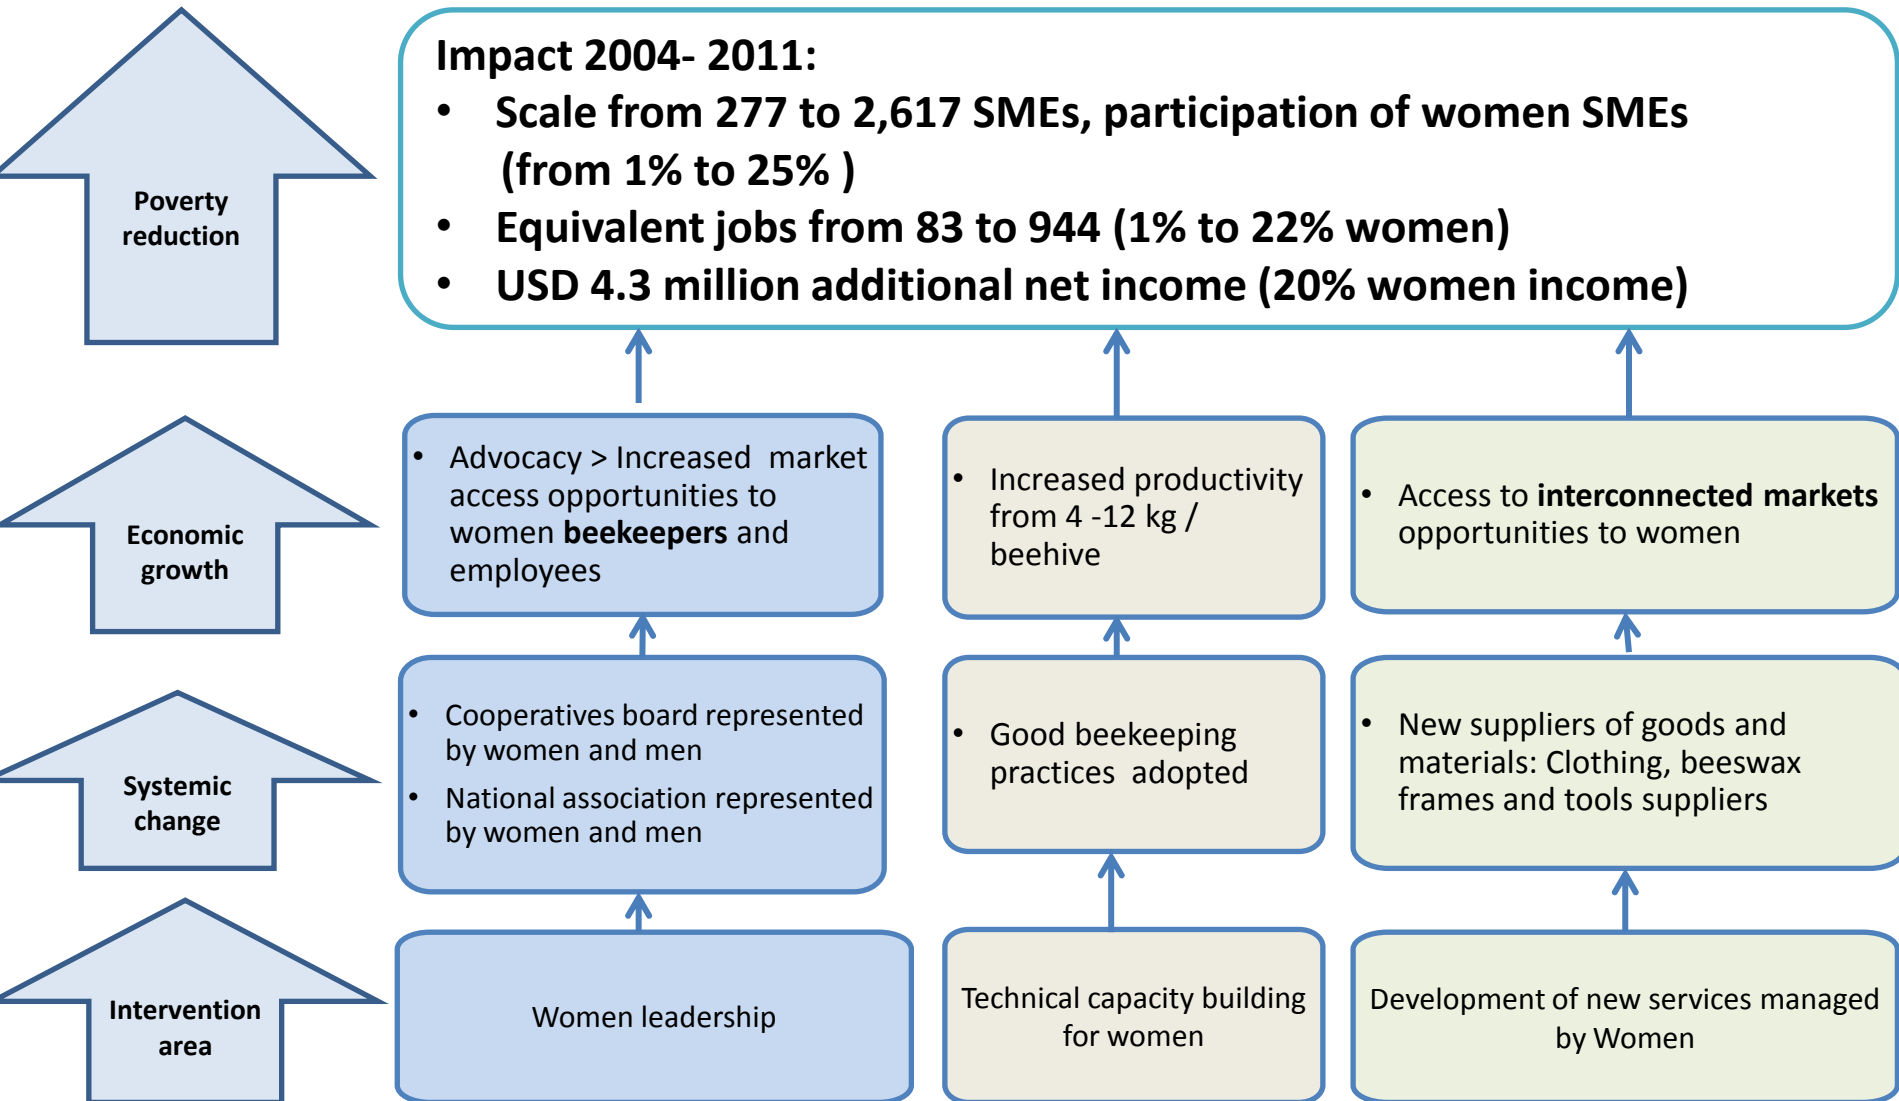 Impact 2004- 2011:
• Scale from 277 to 2,617 SMEs, participation of women SMEs
(from 1% to 25% )
• Equivalent jobs from 83 to 944 (1% to 22% women)
• USD 4.3 million additional net income (20% women income)
Poverty
reduction
Economic
growth
• Advocacy > Increased market
access opportunities to
women beekeepers and
employees
• Increased productivity
from 4 -12 kg /
beehive
• Access to interconnected markets
opportunities to women
Systemic
change
• Cooperatives board represented
by women and men
• National association represented
by women and men
• Good beekeeping
practices adopted
• New suppliers of goods and
materials: Clothing, beeswax
frames and tools suppliers
Intervention
area
Women leadership
Technical capacity building
for women
Development of new services managed
by Women